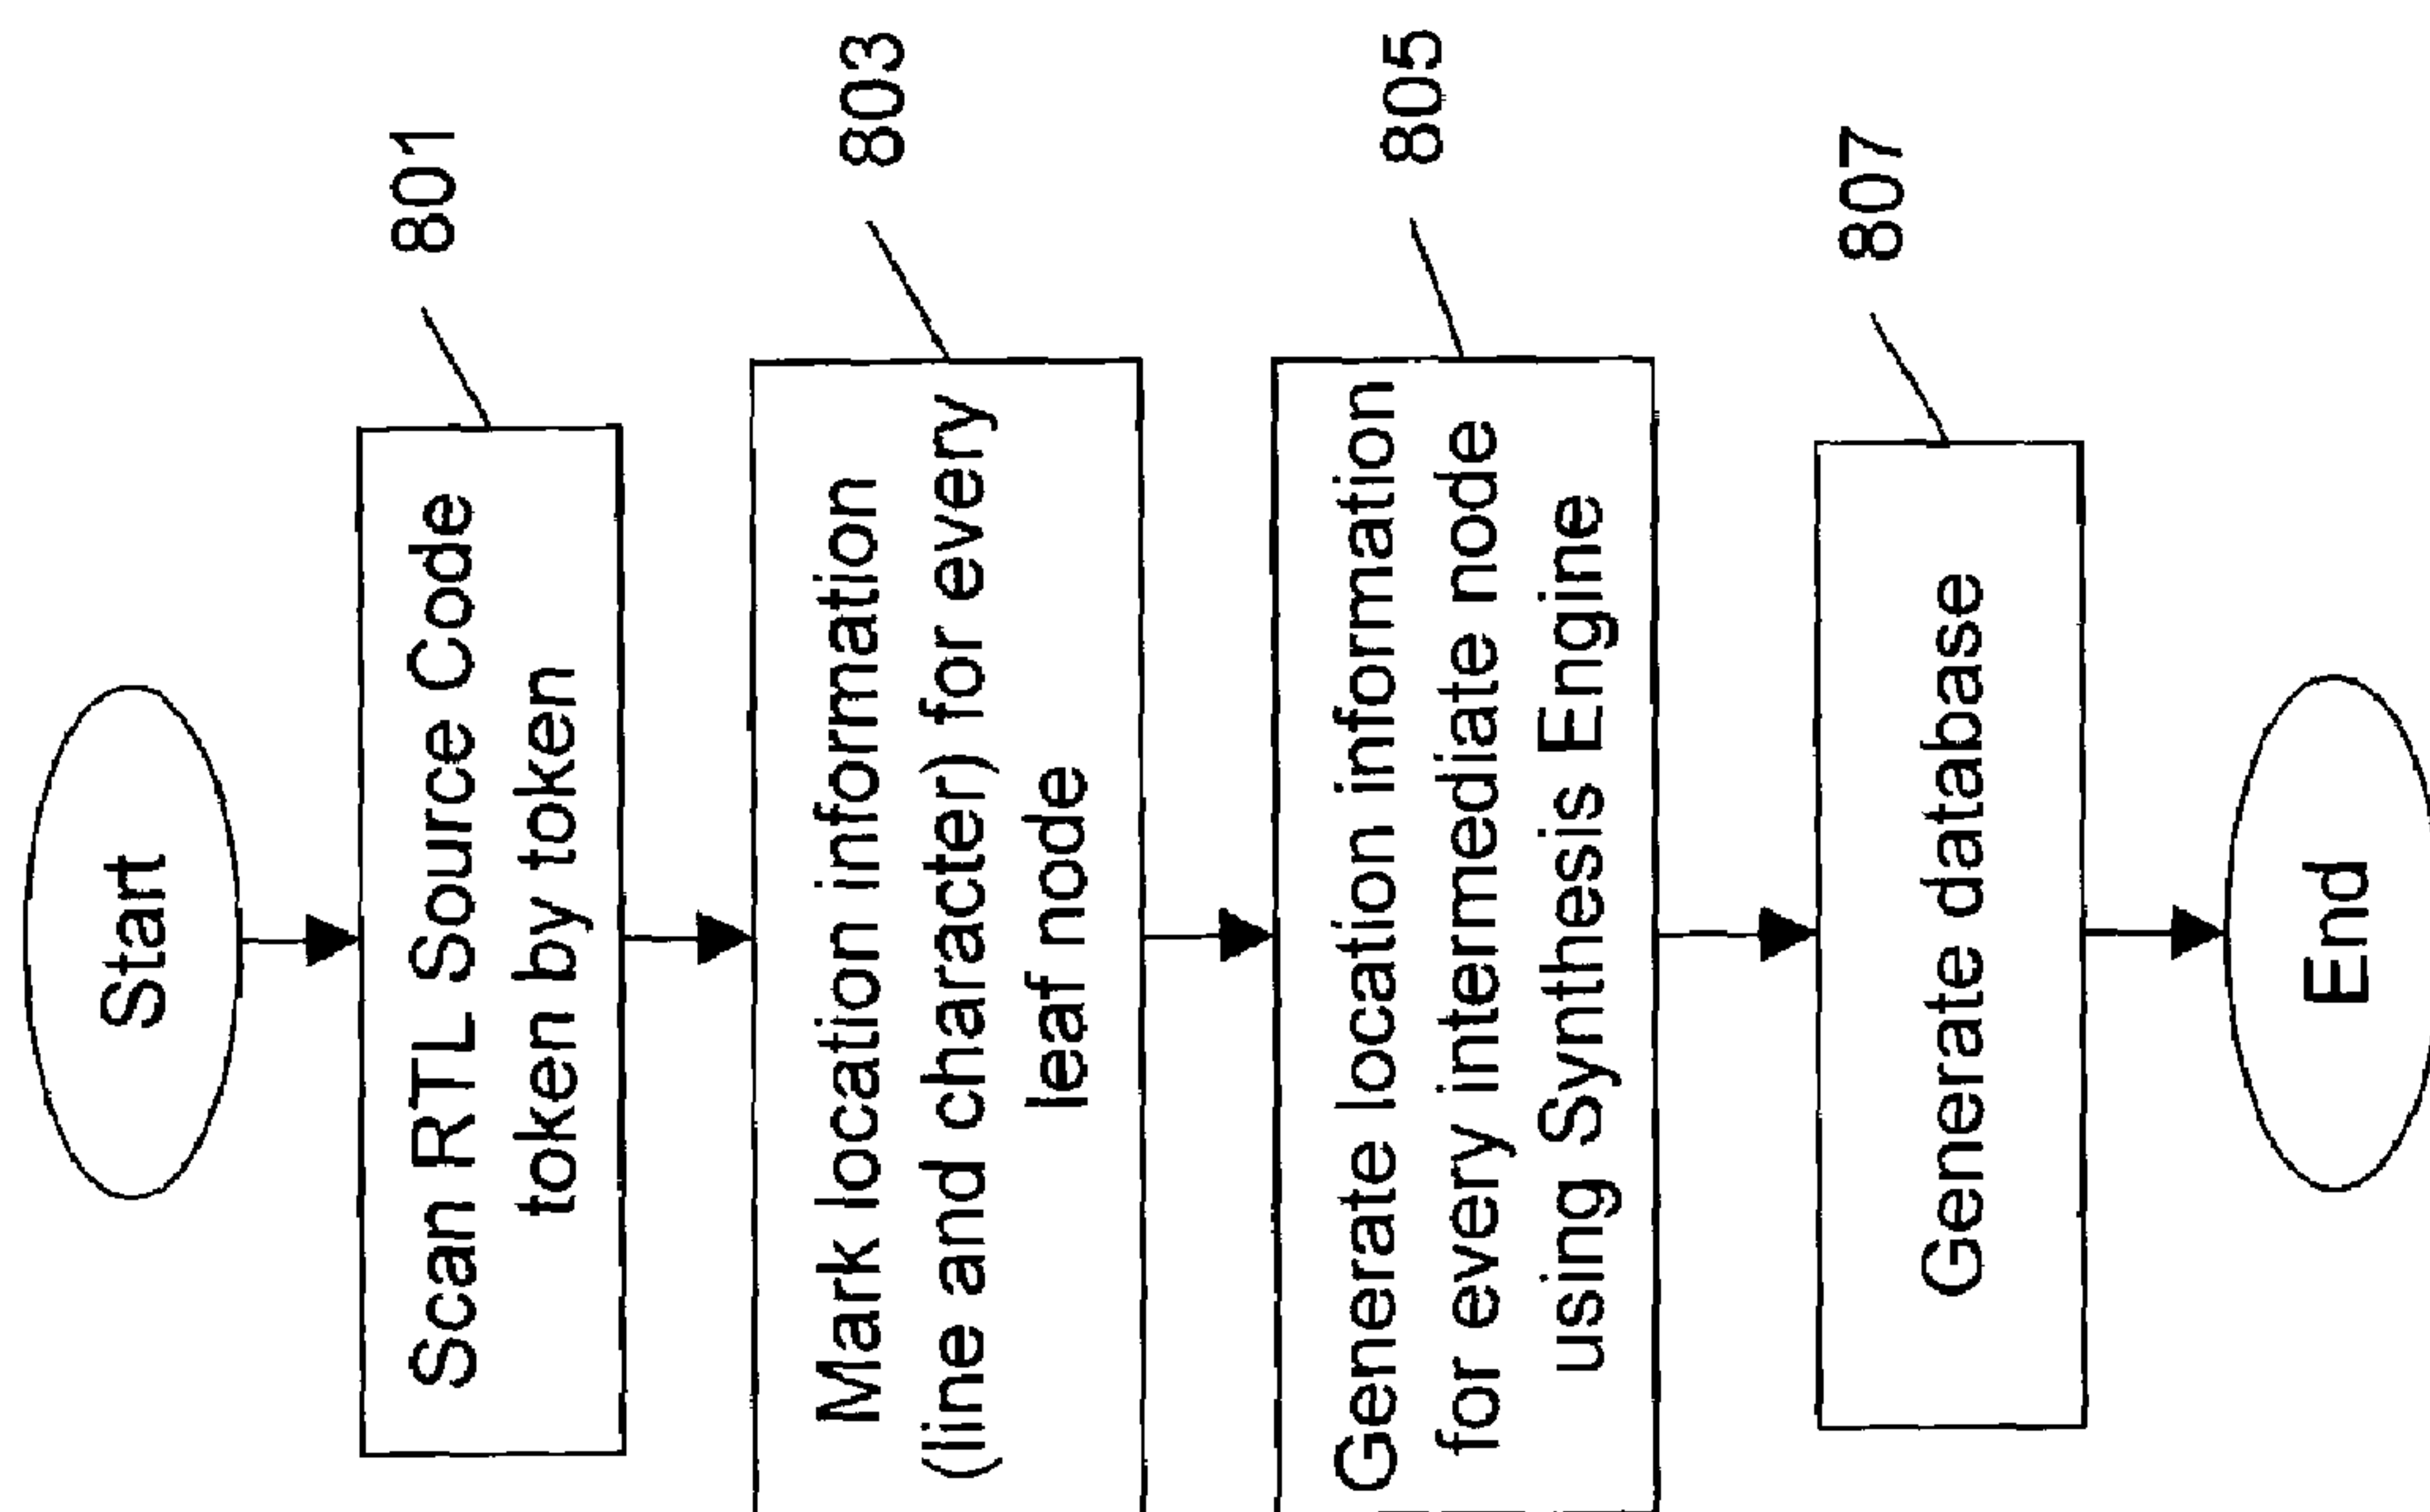 Start
801
Scan RTL Source Code
token by token
803
Mark location information
(line and character) for every
leaf node
805
Generate location information
for every intermediate node
using Synthesis Engine
807
Generate database
End